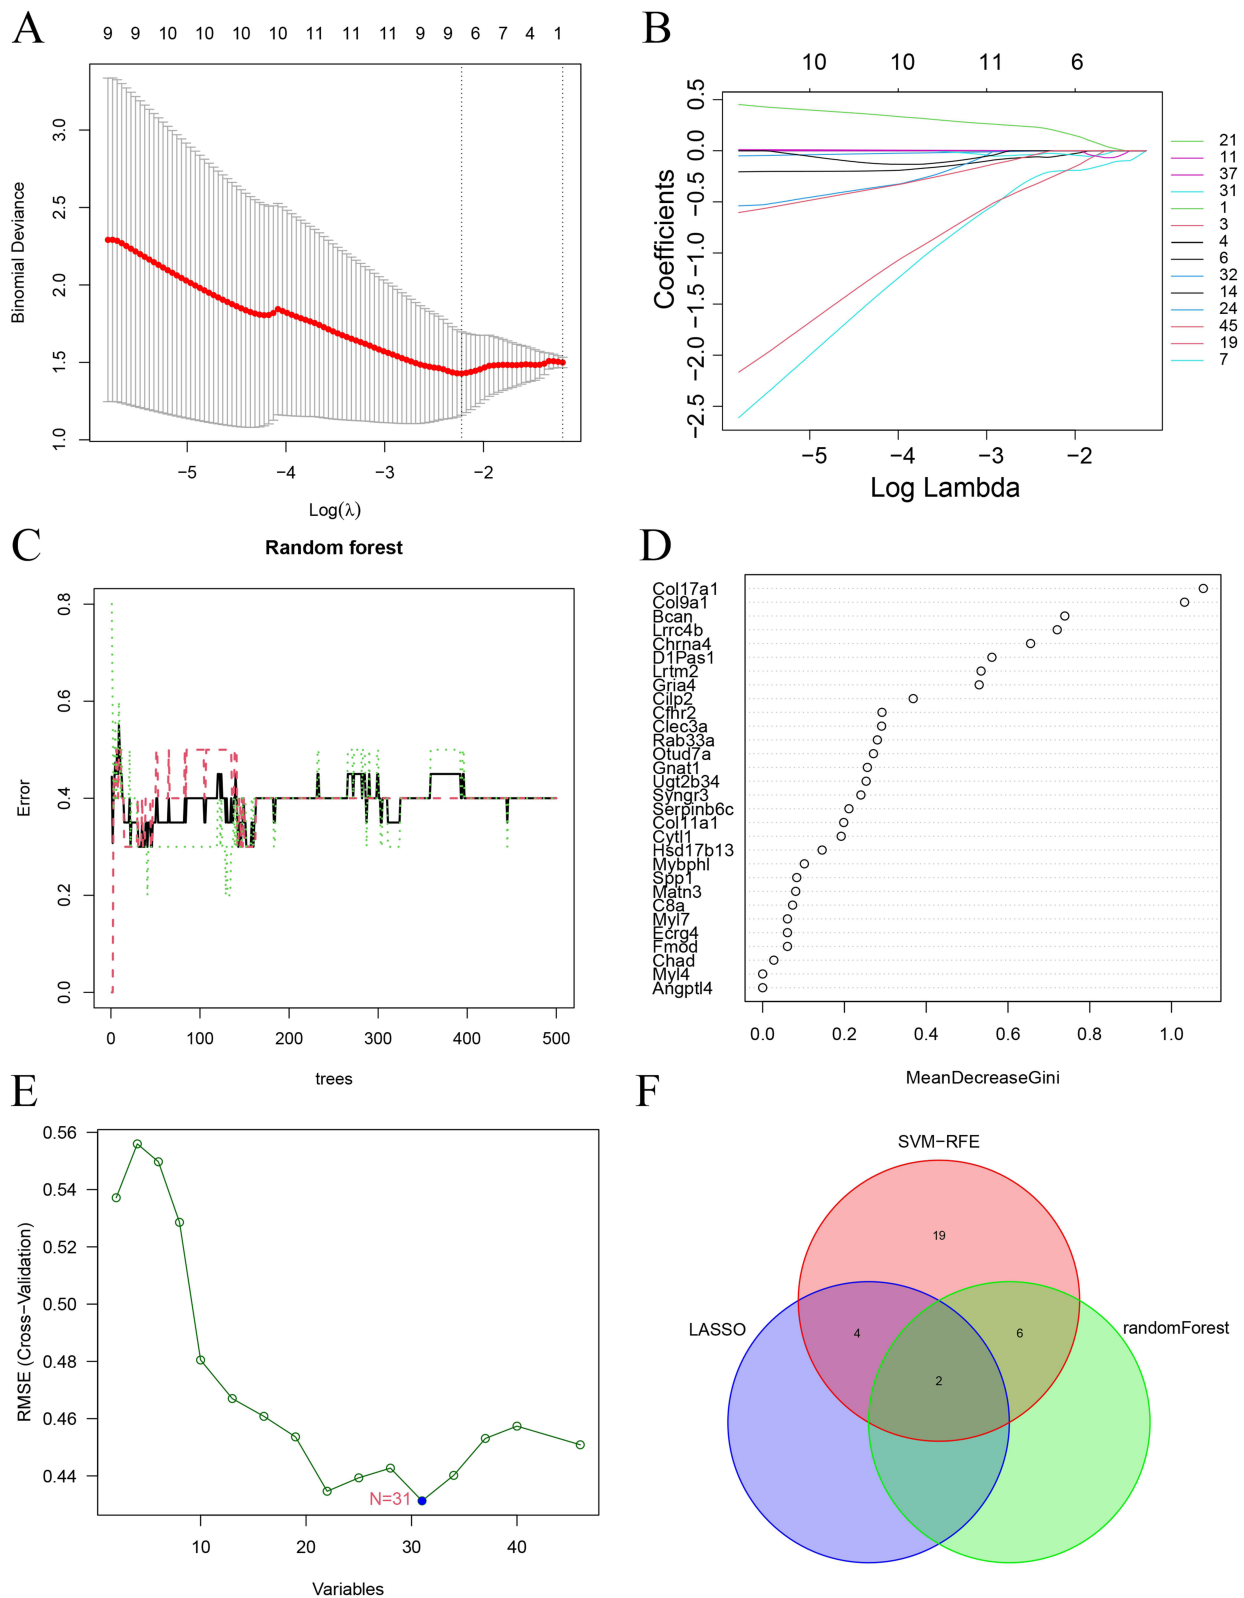 A
9 9 10 10 10 10 11 11 11 9 9 6 7 4 1
Binomial Deviance
3.0
2.5
2.0
1.5
1.0
−5 −4 −3 −2
Log(λ)
B
10 10 11 6
Coefficients
0.5
0.0
−0.5
−1.0
−1.5
−2.0
−2.5
−5 −4 −3 −2
Log Lambda
21
11
37
31
1
3
4
6
32
14
24
45
19
7
C
Random forest
Error
0.8
0.6
0.4
0.2
0.0
0 100 200 300 400 500
trees
D
Col17a1
Col9a1
Bcan
Lrrc4b
Chrna4
D1Pas1
Lrtm2
Gria4
Cilp2
Cfhr2
Clec3a
Rab33a
Otud7a
Gnat1
Ugt2b34
Syngr3
Serpinb6c
Col11a1
Cytl1
Hsd17b13
Mybphl
Spp1
Matn3
C8a
Myl7
Ecrg4
Fmod
Chad
Myl4
Angptl4
0.0 0.2 0.4 0.6 0.8 1.0
MeanDecreaseGini
E
RMSE (Cross−Validation)
0.56
0.54
0.52
0.50
0.48
0.46
0.44
N=31
10 20 30 40
Variables
F
SVM−RFE
19
LASSO
4
6
randomForest
2